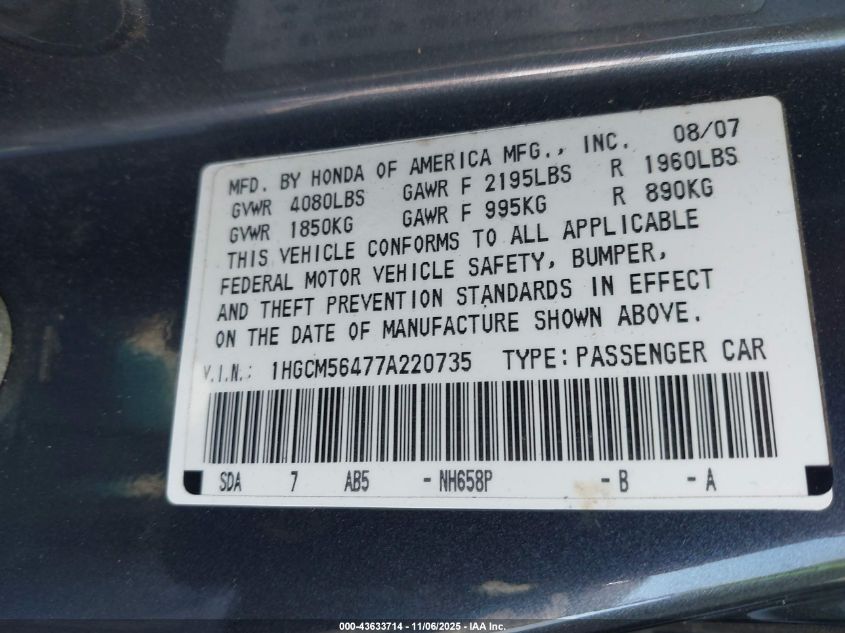 MFD. BY HONDA OF AMERICA MFG., INC. 08/07
GVWR 4080LBS GAWR F 2195LBS R 1960LBS
GVWR 1850KG GAWR F 995KG R 890KG
THIS VEHICLE CONFORMS TO ALL APPLICABLE
FEDERAL MOTOR VEHICLE SAFETY, BUMPER,
AND THEFT PREVENTION STANDARDS IN EFFECT
ON THE DATE OF MANUFACTURE SHOWN ABOVE.
V.I.N.: 1HGCM56477A220735 TYPE: PASSENGER CAR
SDA 7 AB5 -NH658P -B -A
000-43633714 - 11/06/2025 - IAA Inc.